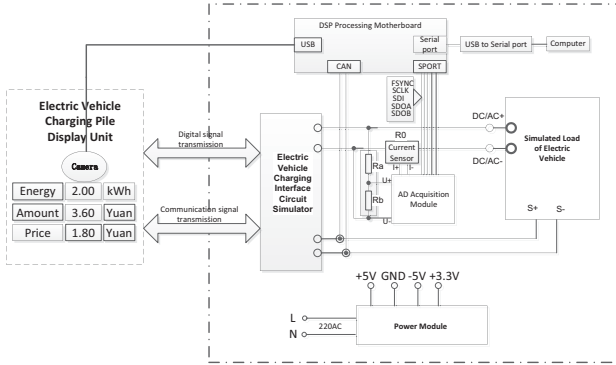 DSP Processing Motherboard
USB
Serial
port
USB to Serial port
Computer
CAN
SPORT
FSYNC
SCLK
SDI
SDOA
SDOB
Electric Vehicle
Charging Pile
Display Unit
Camera
Energy 2.00 kWh
Amount 3.60 Yuan
Price 1.80 Yuan
Digital signal
transmission
Communication signal
transmission
Electric
Vehicle
Charging
Interface
Circuit
Simulator
R0
Current
Sensor
I+ I-
Ra
U+
Rb
U-
AD Acquisition
Module
DC/AC+
DC/AC-
Simulated Load
of Electric
Vehicle
S+ S-
+5V GND -5V +3.3V
L
N
220AC
Power Module